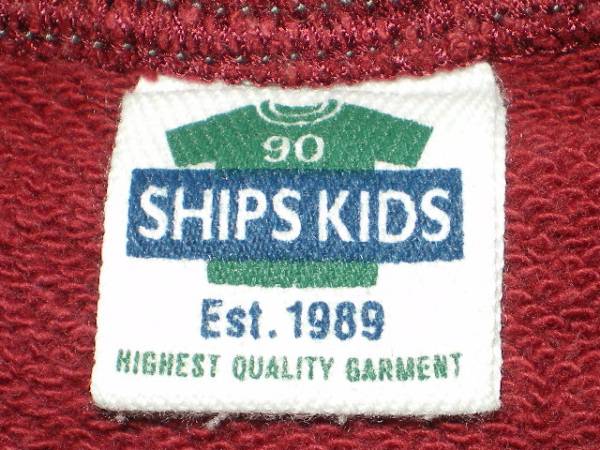 90
SHIPS KIDS
Est. 1989
HIGHEST QUALITY GARMENT